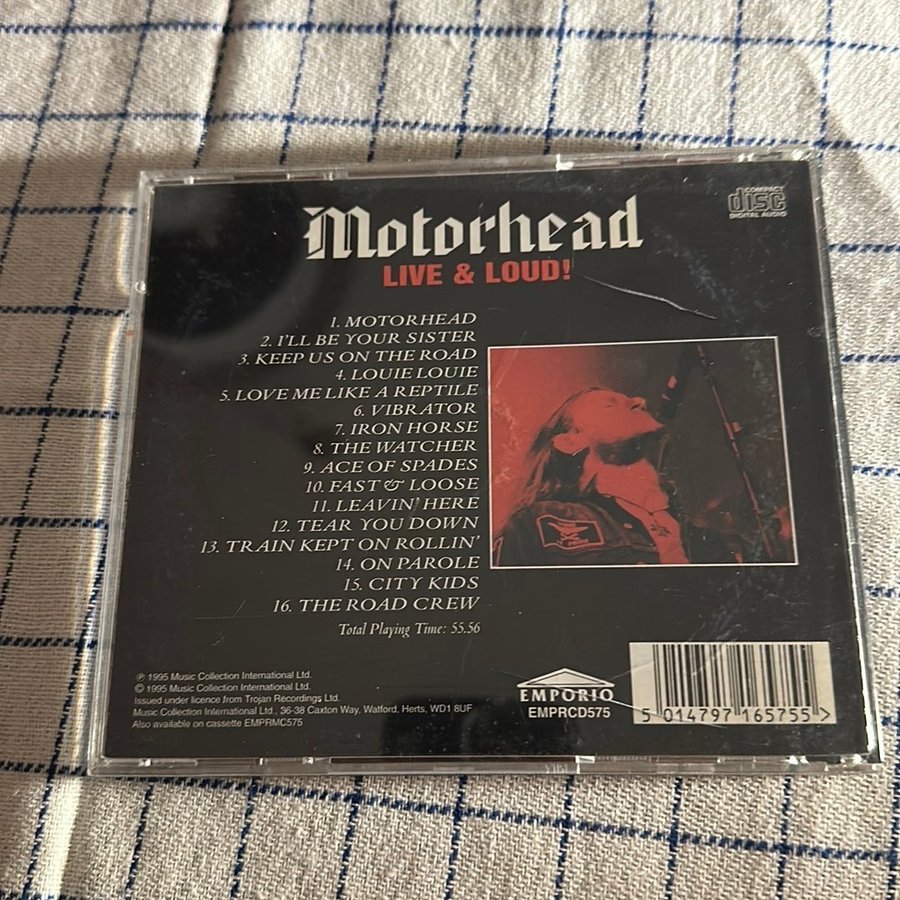 Motorhead
LIVE & LOUD!
COMPACT
disc
DIGITAL AUDIO
1. MOTORHEAD
2. I'LL BE YOUR SISTER
3. KEEP US ON THE ROAD
4. LOUIE LOUIE
5. LOVE ME LIKE A REPTILE
6. VIBRATOR
7. IRON HORSE
8. THE WATCHER
9. ACE OF SPADES
10. FAST & LOOSE
11. LEAVIN' HERE
12. TEAR YOU DOWN
13. TRAIN KEPT ON ROLLIN'
14. ON PAROLE
15. CITY KIDS
16. THE ROAD CREW
Total Playing Time: 55.56
℗ 1995 Music Collection International Ltd.
© 1995 Music Collection International Ltd.
Issued under licence from Trojan Recordings Ltd.
Music Collection International Ltd., 36-38 Caxton Way, Watford, Herts, WD1 8UF
Also available on cassette EMPRMC575
EMPORIO
EMPRCD575
5 014797 165755 >